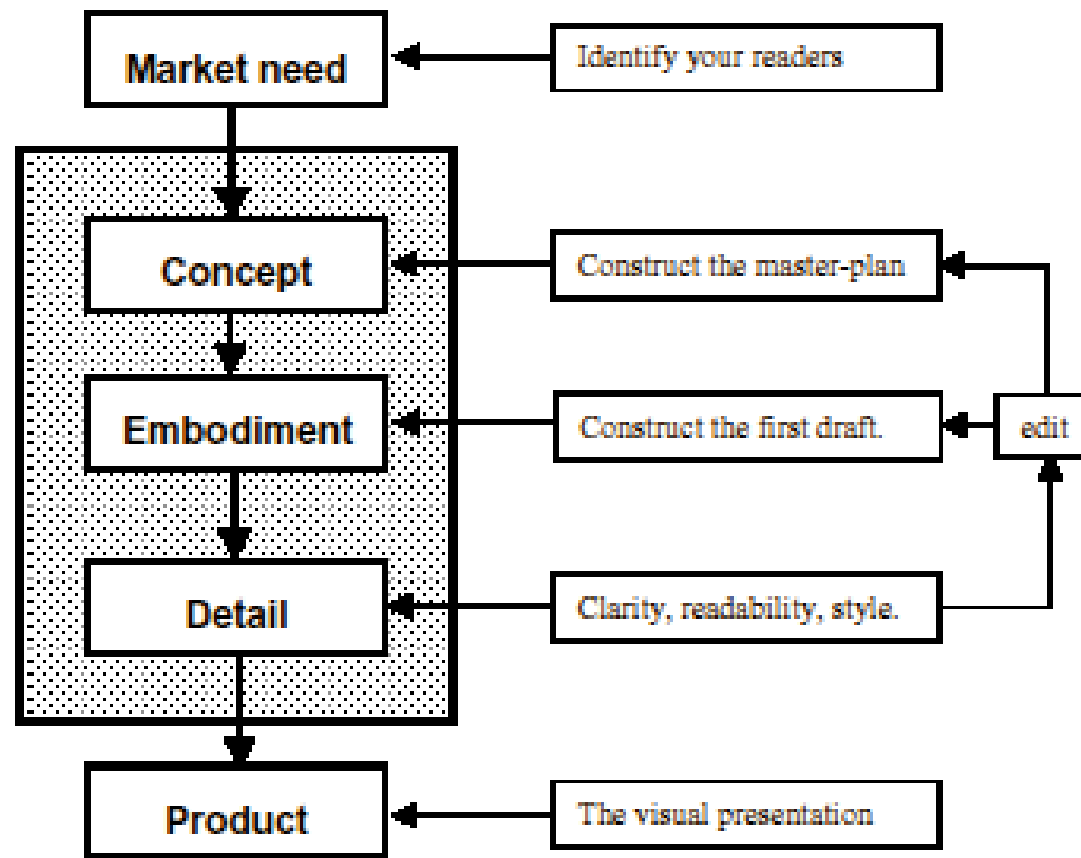 Market need
Identify your readers
Concept
Construct the master-plan
Embodiment
Construct the first draft.
edit
Detail
Clarity, readability, style.
Product
The visual presentation